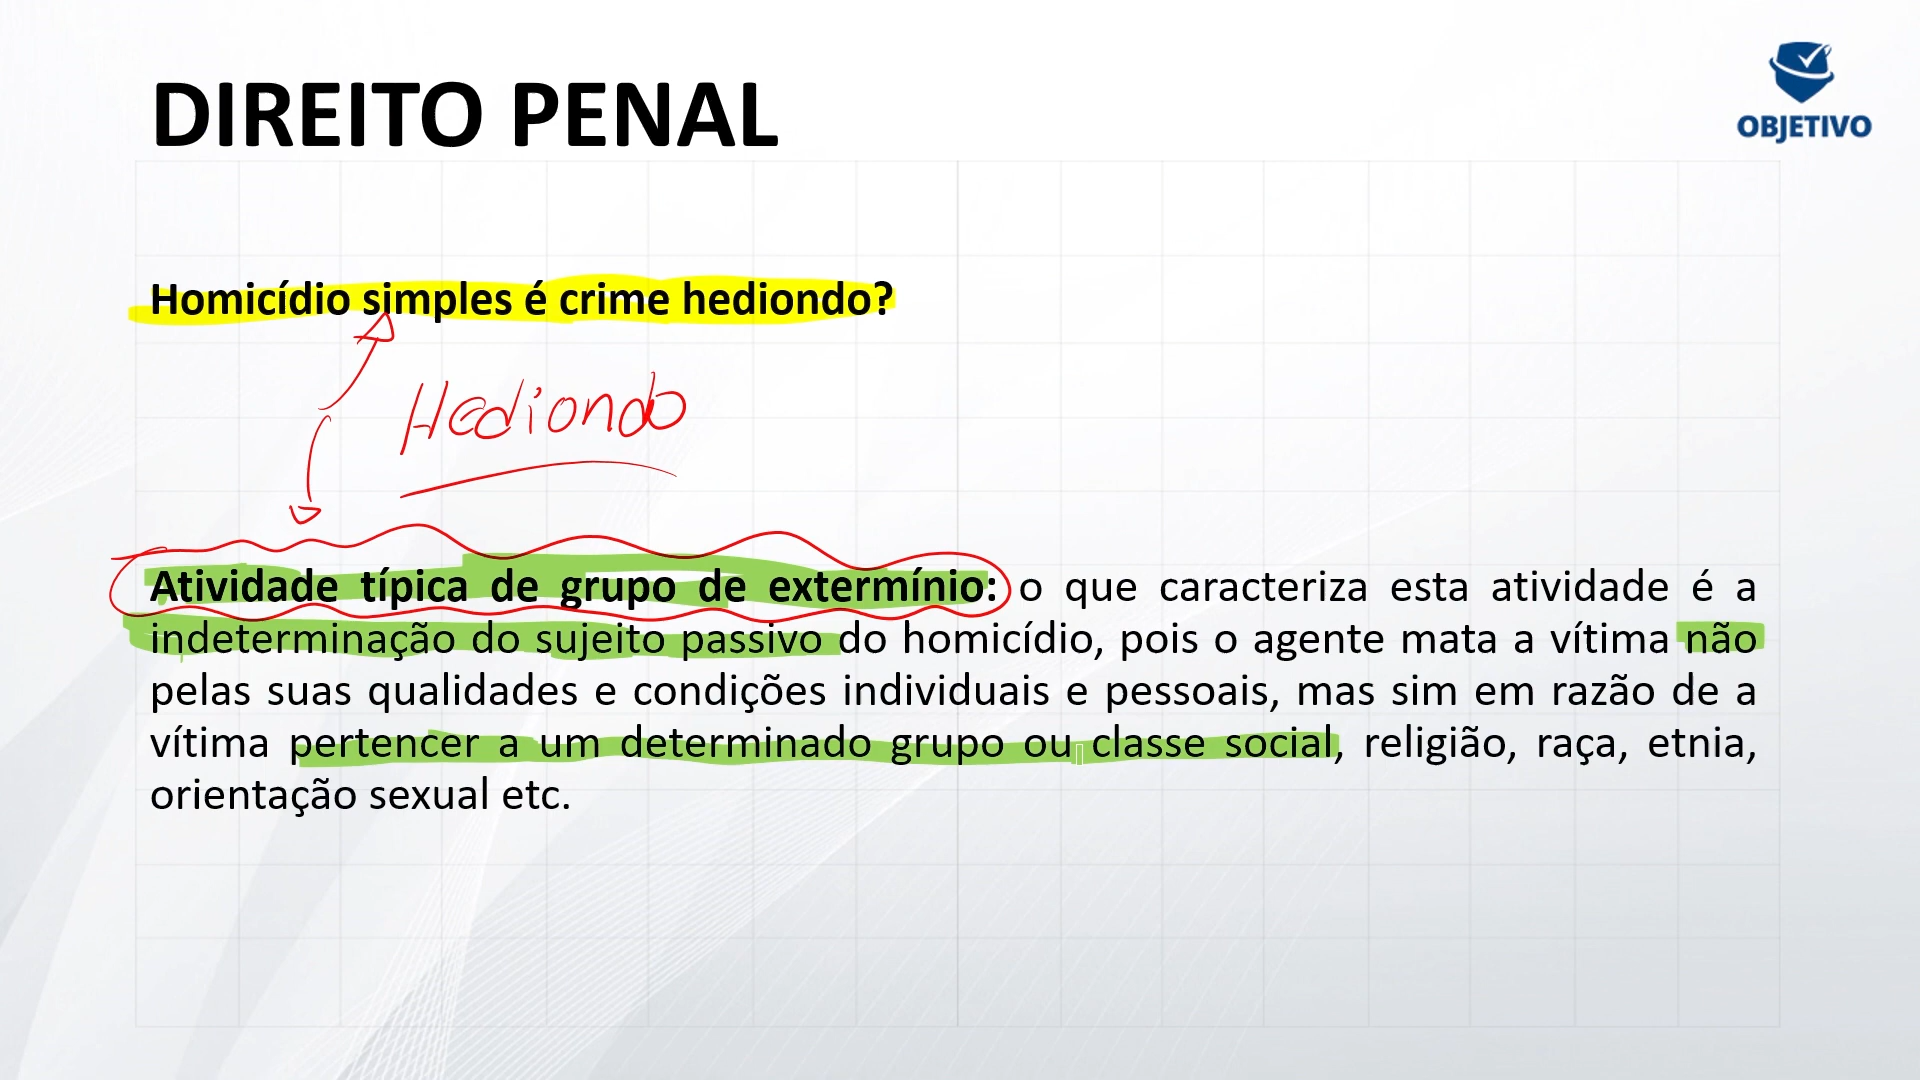 DIREITO PENAL
OBJETIVO
Homicídio simples é crime hediondo?
Hediondo
Atividade típica de grupo de extermínio: o que caracteriza esta atividade é a
indeterminação do sujeito passivo do homicídio, pois o agente mata a vítima não
pelas suas qualidades e condições individuais e pessoais, mas sim em razão de a
vítima pertencer a um determinado grupo ou classe social, religião, raça, etnia,
orientação sexual etc.